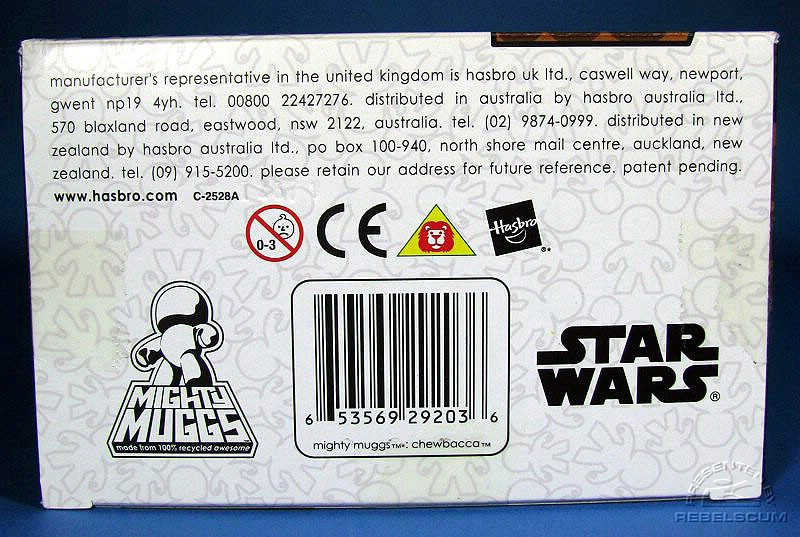 manufacturer's representative in the united kingdom is hasbro uk ltd., caswell way, newport,
gwent np19 4yh. tel. 00800 22427276. distributed in australia by hasbro australia ltd.,
570 blaxland road, eastwood, nsw 2122, australia. tel. (02) 9874-0999. distributed in new
zealand by hasbro australia ltd., po box 100-940, north shore mail centre, auckland, new
zealand. tel. (09) 915-5200. please retain our address for future reference. patent pending.
www.hasbro.com C-2528A
0-3 CE Hasbro ®*
MIGHTY
MUGGS™
made from 100% recycled awesome
6 53569 29203 6
mighty muggs™*: chewbacca™
STAR
WARS®
PRESENTED BY
REBELSCUM